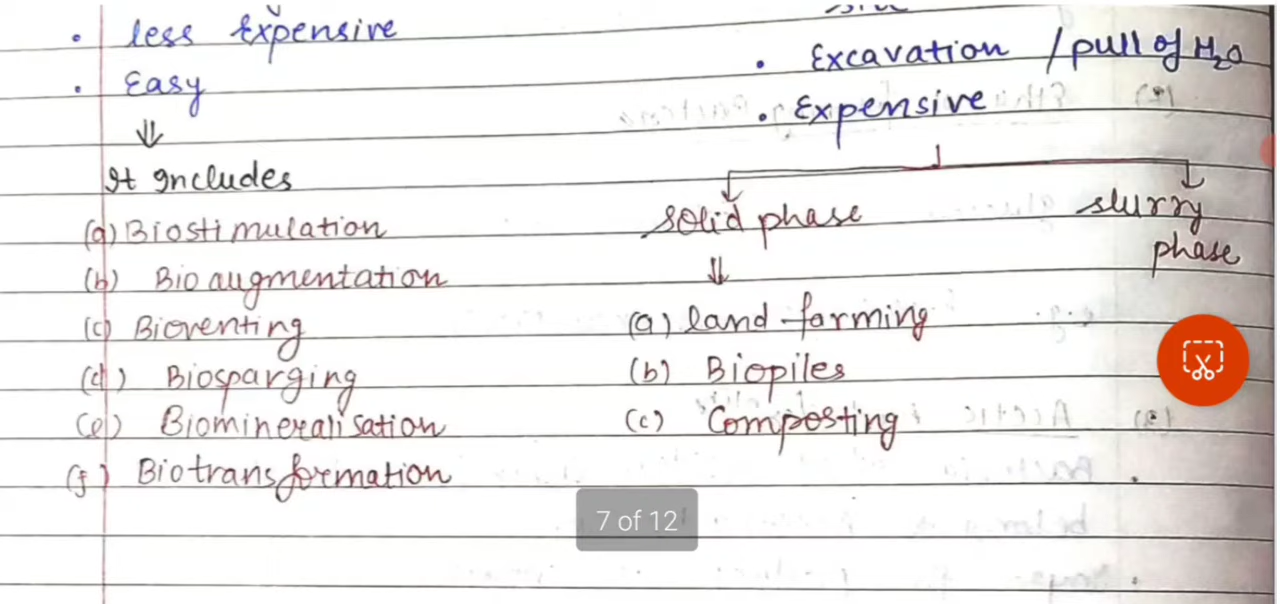 • less Expensive
• Easy
It Includes
(a) Biostimulation
(b) Bio augmentation
(c) Bioventing
(d) Biosparging
(e) Biomineralisation
(f) Biotransformation
• Excavation / pull of H₂O
• Expensive
solid phase
(a) land farming
(b) Biopiles
(c) Composting
slurry
phase
7 of 12